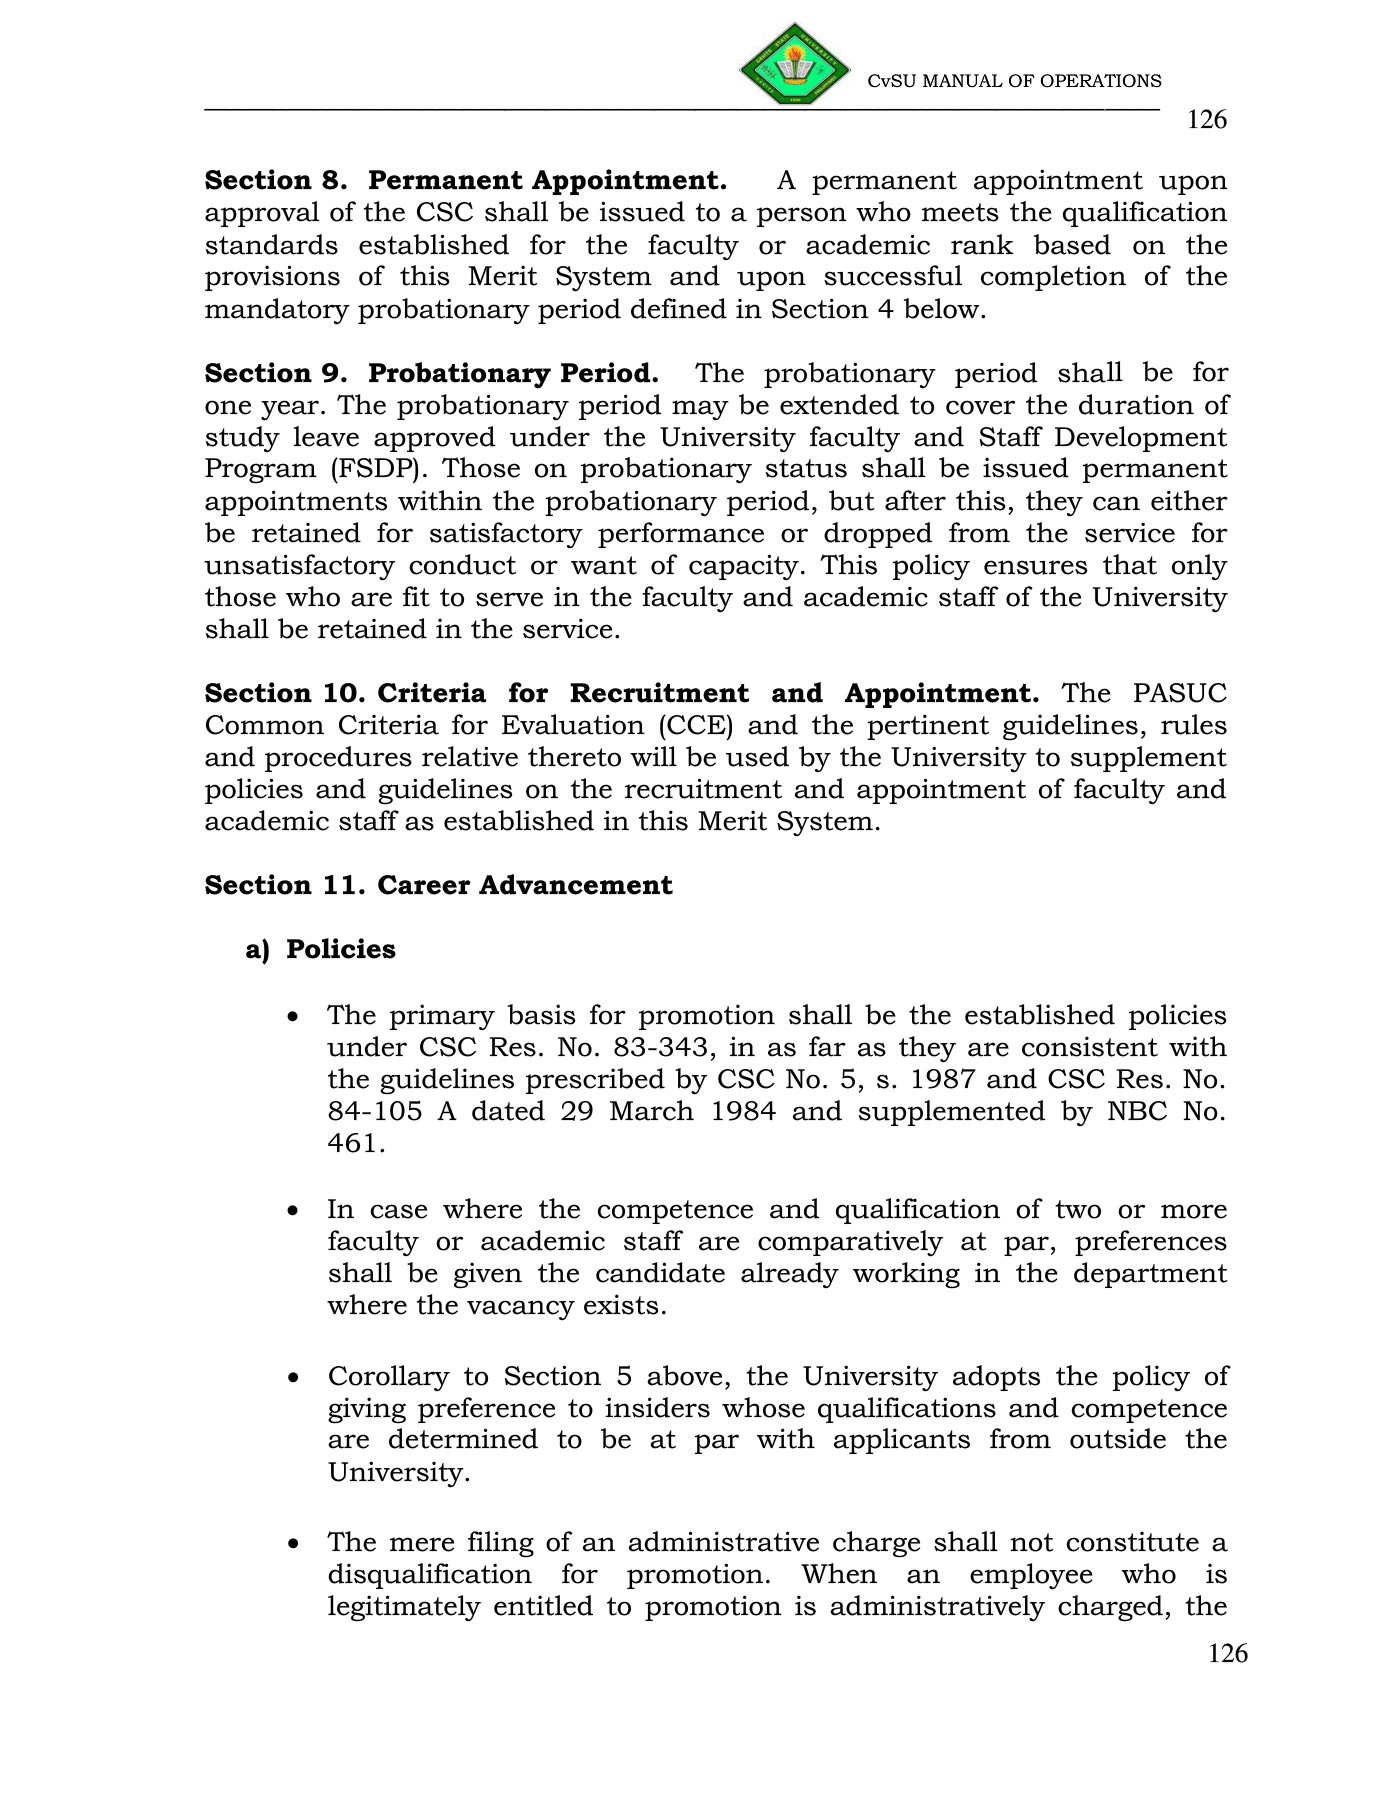 CvSU MANUAL OF OPERATIONS
126
Section 8. Permanent Appointment. A permanent appointment upon
approval of the CSC shall be issued to a person who meets the qualification
standards established for the faculty or academic rank based on the
provisions of this Merit System and upon successful completion of the
mandatory probationary period defined in Section 4 below.
Section 9. Probationary Period. The probationary period shall be for
one year. The probationary period may be extended to cover the duration of
study leave approved under the University faculty and Staff Development
Program (FSDP). Those on probationary status shall be issued permanent
appointments within the probationary period, but after this, they can either
be retained for satisfactory performance or dropped from the service for
unsatisfactory conduct or want of capacity. This policy ensures that only
those who are fit to serve in the faculty and academic staff of the University
shall be retained in the service.
Section 10. Criteria for Recruitment and Appointment. The PASUC
Common Criteria for Evaluation (CCE) and the pertinent guidelines, rules
and procedures relative thereto will be used by the University to supplement
policies and guidelines on the recruitment and appointment of faculty and
academic staff as established in this Merit System.
Section 11. Career Advancement
a) Policies
• The primary basis for promotion shall be the established policies
under CSC Res. No. 83-343, in as far as they are consistent with
the guidelines prescribed by CSC No. 5, s. 1987 and CSC Res. No.
84-105 A dated 29 March 1984 and supplemented by NBC No.
461.
• In case where the competence and qualification of two or more
faculty or academic staff are comparatively at par, preferences
shall be given the candidate already working in the department
where the vacancy exists.
• Corollary to Section 5 above, the University adopts the policy of
giving preference to insiders whose qualifications and competence
are determined to be at par with applicants from outside the
University.
• The mere filing of an administrative charge shall not constitute a
disqualification for promotion. When an employee who is
legitimately entitled to promotion is administratively charged, the
126